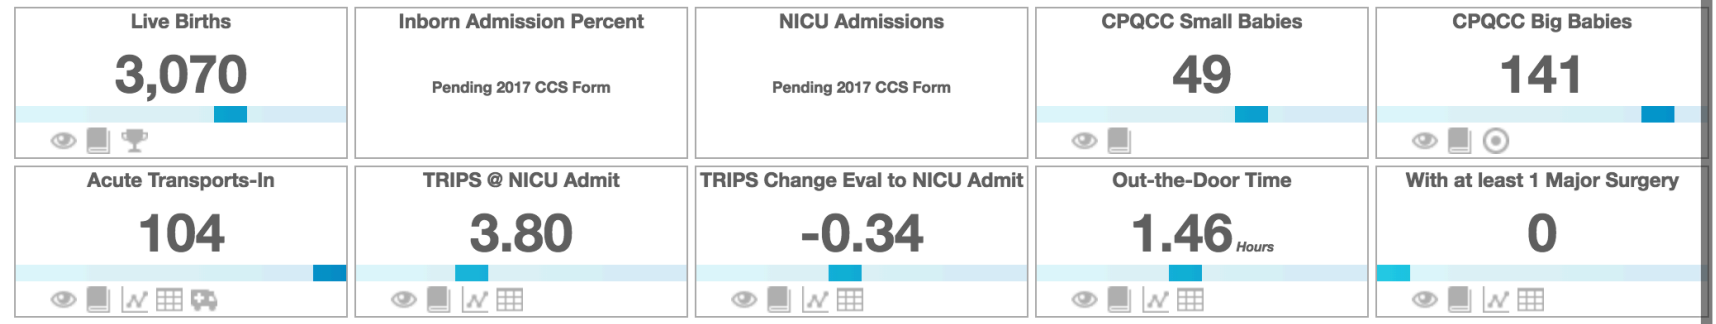 Live Births
3,070
Inborn Admission Percent
Pending 2017 CCS Form
NICU Admissions
Pending 2017 CCS Form
CPQCC Small Babies
49
CPQCC Big Babies
141
Acute Transports-In
104
TRIPS @ NICU Admit
3.80
TRIPS Change Eval to NICU Admit
-0.34
Out-the-Door Time
1.46 Hours
With at least 1 Major Surgery
0